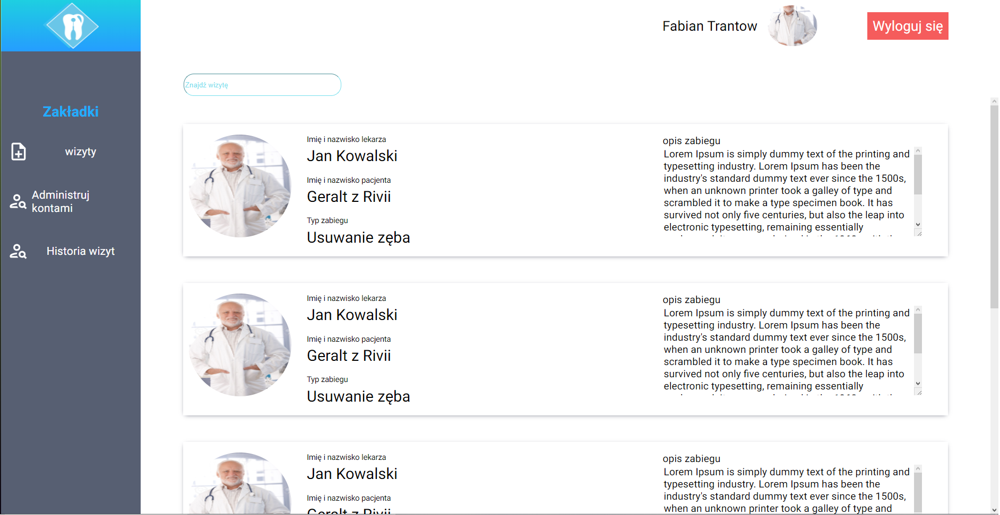 Fabian Trantow
Wyloguj się
Znajdź wizytę
Zakładki
wizyty
Administruj
kontami
Historia wizyt
Imię i nazwisko lekarza
Jan Kowalski
Imię i nazwisko pacjenta
Geralt z Rivii
Typ zabiegu
Usuwanie zęba
opis zabiegu
Lorem Ipsum is simply dummy text of the printing and
typesetting industry. Lorem Ipsum has been the
industry's standard dummy text ever since the 1500s,
when an unknown printer took a galley of type and
scrambled it to make a type specimen book. It has
survived not only five centuries, but also the leap into
electronic typesetting, remaining essentially
Imię i nazwisko lekarza
Jan Kowalski
Imię i nazwisko pacjenta
Geralt z Rivii
Typ zabiegu
Usuwanie zęba
opis zabiegu
Lorem Ipsum is simply dummy text of the printing and
typesetting industry. Lorem Ipsum has been the
industry's standard dummy text ever since the 1500s,
when an unknown printer took a galley of type and
scrambled it to make a type specimen book. It has
survived not only five centuries, but also the leap into
electronic typesetting, remaining essentially
Imię i nazwisko lekarza
Jan Kowalski
Imię i nazwisko pacjenta
Geralt z Rivii
opis zabiegu
Lorem Ipsum is simply dummy text of the printing and
typesetting industry. Lorem Ipsum has been the
industry's standard dummy text ever since the 1500s,
when an unknown printer took a galley of type and